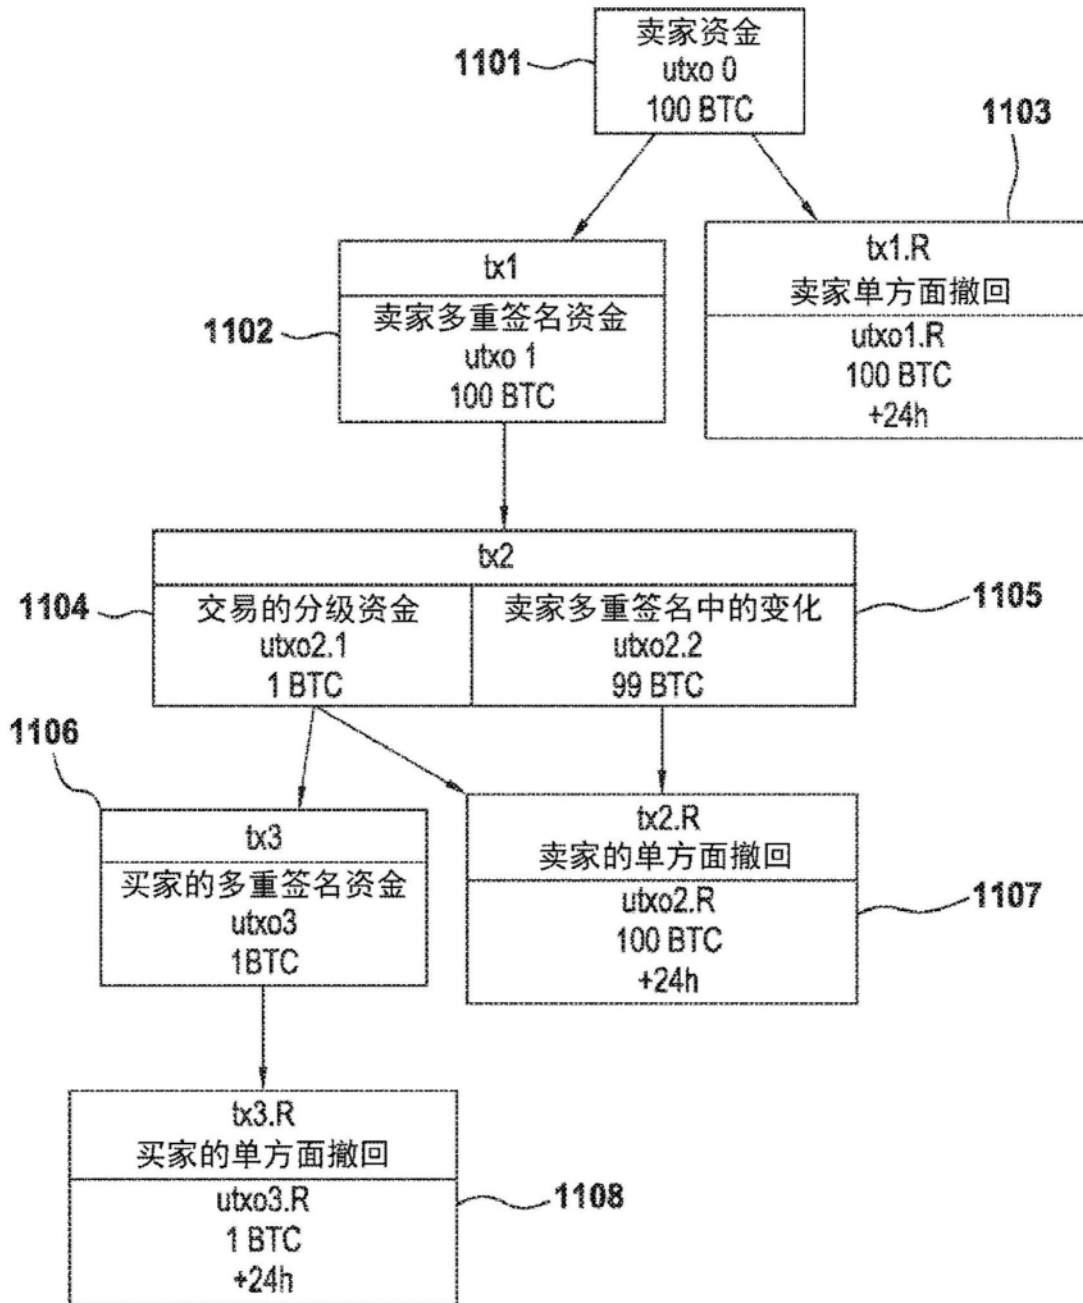 卖家资金
1101
utxo 0
100 BTC
1103
tx1
卖家多重签名资金
1102
utxo 1
100 BTC
tx1.R
卖家单方面撤回
utxo1.R
100 BTC
+24h
tx2
1104
交易的分级资金
utxo2.1
1 BTC
卖家多重签名中的变化
utxo2.2
99 BTC
1105
1106
tx3
买家的多重签名资金
utxo3
1BTC
tx2.R
卖家的单方面撤回
utxo2.R
100 BTC
+24h
1107
tx3.R
买家的单方面撤回
utxo3.R
1 BTC
+24h
1108